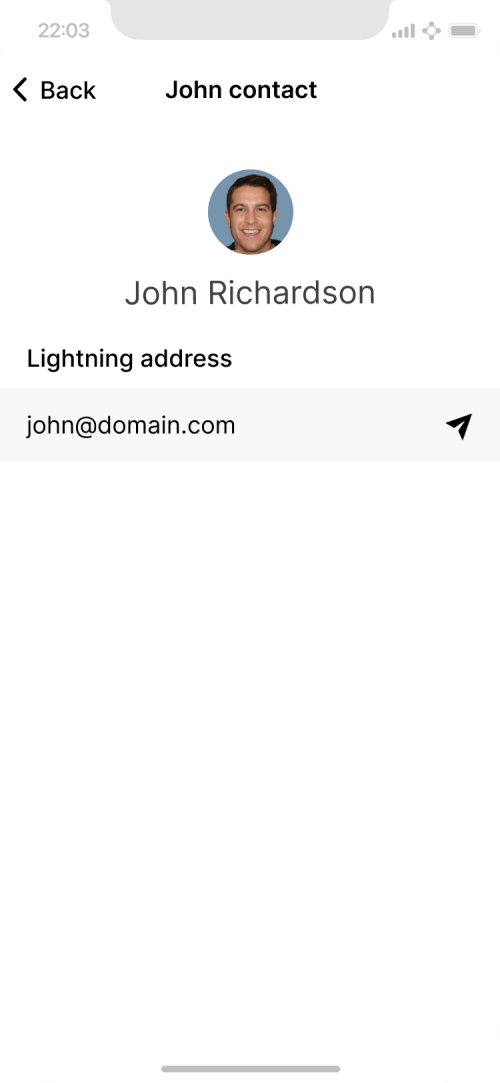 22:03
Back John contact
John Richardson
Lightning address
john@domain.com